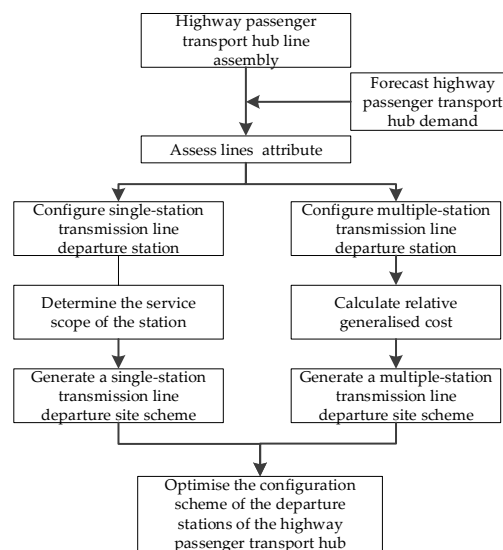 Highway passenger
transport hub line
assembly
Forecast highway
passenger transport
hub demand
Assess lines attribute
Configure single-station
transmission line
departure station
Configure multiple-station
transmission line
departure station
Determine the service
scope of the station
Calculate relative
generalised cost
Generate a single-station
transmission line
departure site scheme
Generate a multiple-station
transmission line
departure site scheme
Optimise the configuration
scheme of the departure
stations of the highway
passenger transport hub